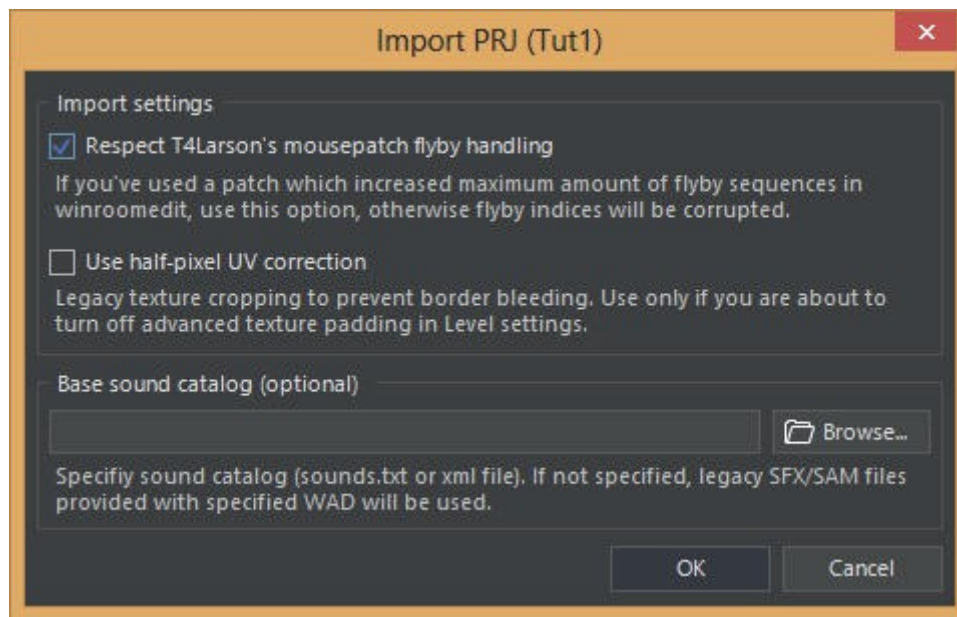 Import PRJ (Tut1)
Import settings
Respect T4Larson's mousepatch flyby handling
If you've used a patch which increased maximum amount of flyby sequences in
winroomedit, use this option, otherwise flyby indices will be corrupted.
Use half-pixel UV correction
Legacy texture cropping to prevent border bleeding. Use only if you are about to
turn off advanced texture padding in Level settings.
Base sound catalog (optional)
Browse...
Specifiy sound catalog (sounds.txt or xml file). If not specified, legacy SFX/SAM files
provided with specified WAD will be used.
OK Cancel